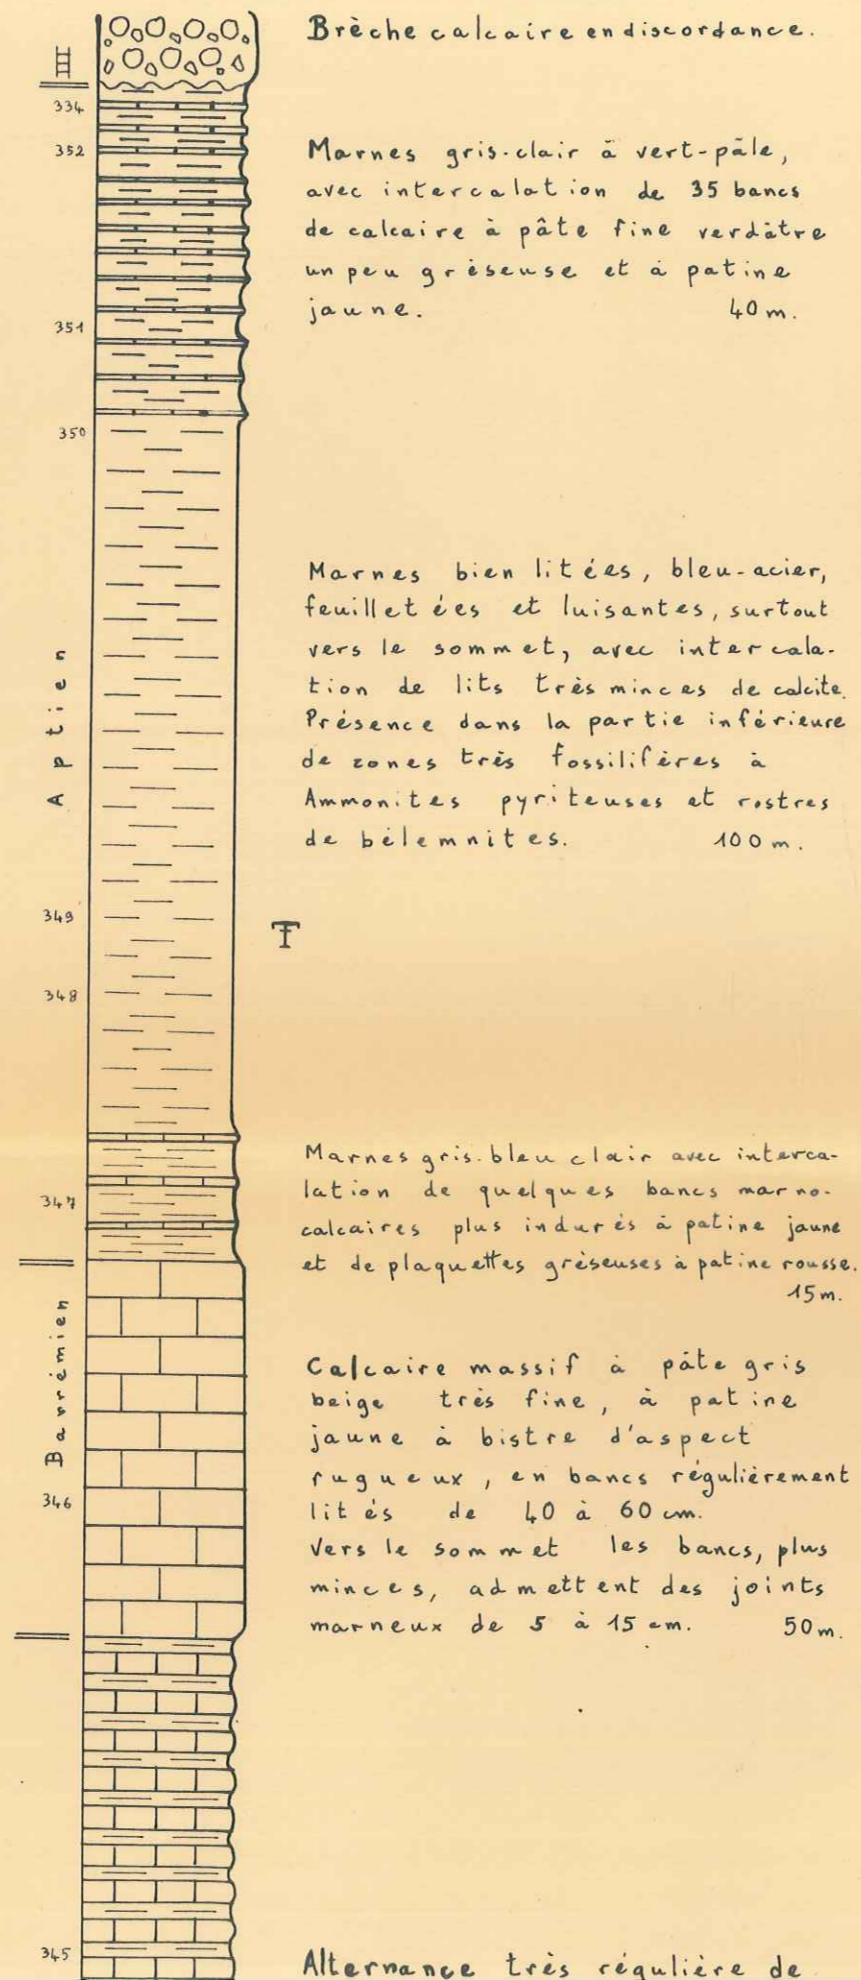 Brèche calcaire en discordance.
334
352
Marnes gris-clair à vert-pâle,
avec intercalation de 35 bancs
de calcaire à pâte fine verdâtre
un peu gréseuse et à patine
jaune. 40 m.
351
350
Marnes bien litées, bleu-acier,
feuilletées et luisantes, surtout
vers le sommet, avec intercala-
tion de lits très minces de calcite.
Présence dans la partie inférieure
de zones très fossilifères à
Ammonites pyriteuses et rostres
de bélemnites. 100 m.
Aptien
349
348
Marnes gris-bleu clair avec interca-
lation de quelques bancs marno-
calcaires plus indurés à patine jaune
et de plaquettes gréseuses à patine rousse.
15 m.
347
Barrémien
Calcaire massif à pâte gris
beige très fine, à patine
jaune à bistre d'aspect
rugueux, en bancs régulièrement
lités de 40 à 60 cm.
Vers le sommet les bancs, plus
minces, admettent des joints
marneux de 5 à 15 cm. 50 m.
346
345
Alternance très régulière de